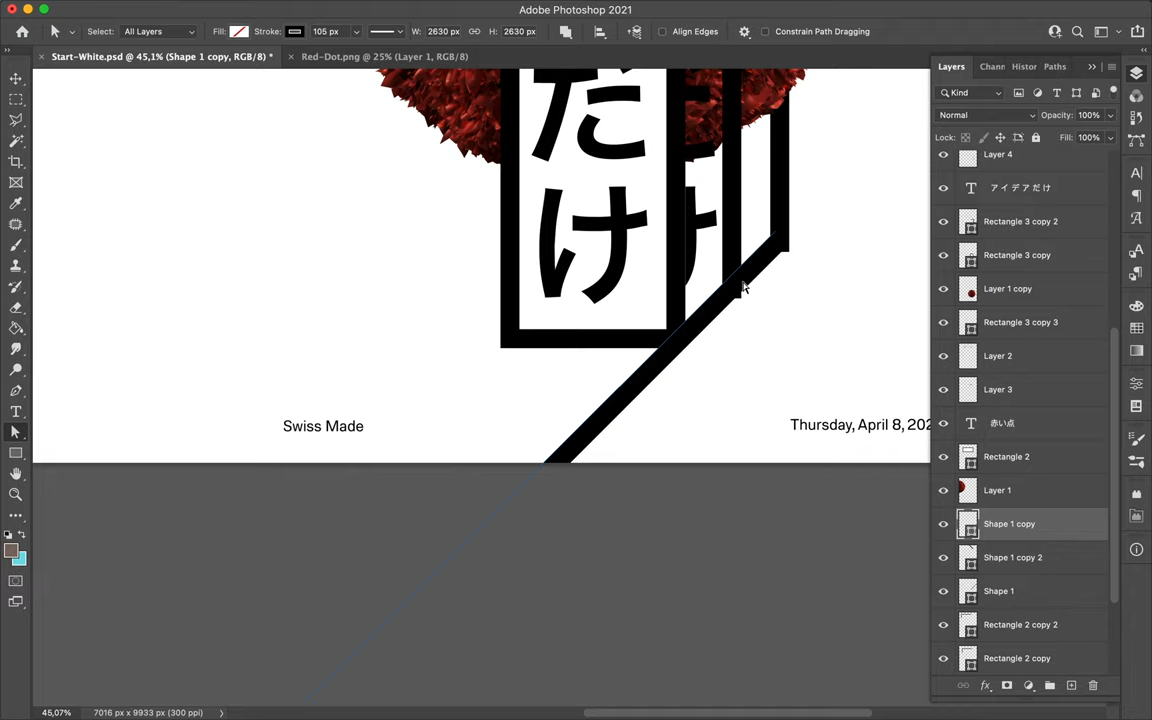 Adobe Photoshop 2021
Select: All Layers Fill: Stroke: 105 px W: 2630 px H: 2630 px Align Edges Constrain Path Dragging
Start-White.psd @ 45,1% (Shape 1 copy, RGB/8) * Red-Dot.png @ 25% (Layer 1, RGB/8)
Layers Chann Histor Paths
Kind
Normal Opacity: 100%
Lock: Fill: 100%
Layer 4
アイデアだけ
Rectangle 3 copy 2
Rectangle 3 copy
Layer 1 copy
Rectangle 3 copy 3
Layer 2
Layer 3
赤い点
Rectangle 2
Layer 1
Shape 1 copy
Shape 1 copy 2
Shape 1
Rectangle 2 copy 2
Rectangle 2 copy
だ
け
け
Swiss Made
Thursday, April 8, 202
45,07% 7016 px x 9933 px (300 ppi)